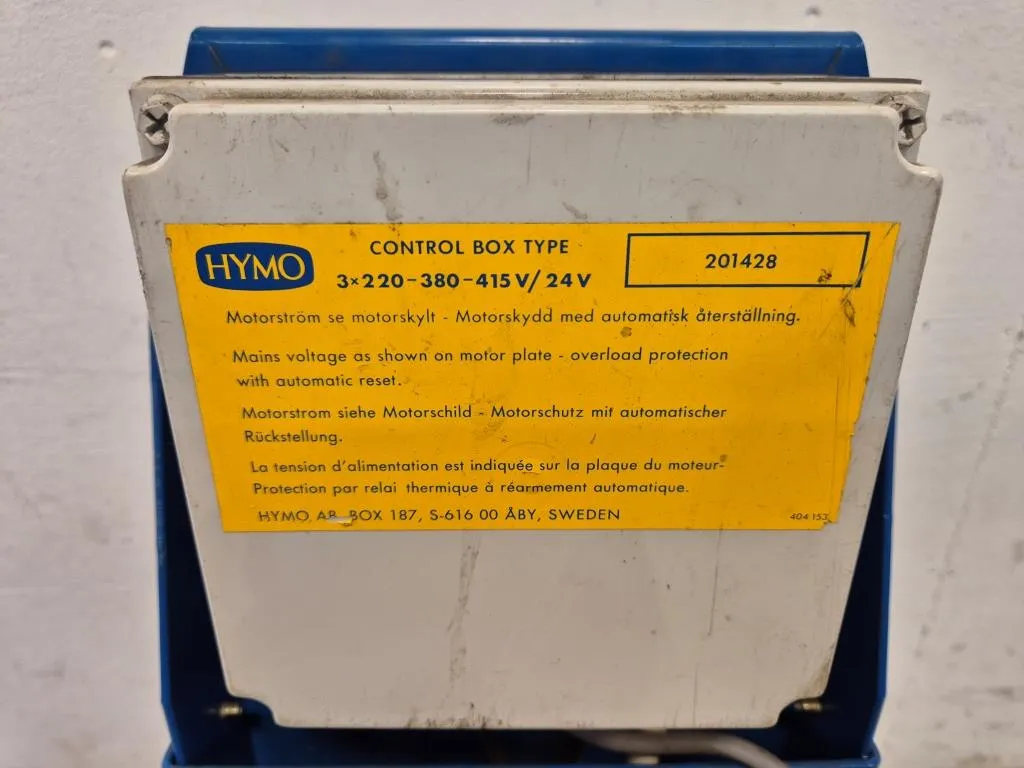 HYMO
CONTROL BOX TYPE
3×220-380-415V/24V
201428
Motorström se motorskylt - Motorskydd med automatisk återställning.
Mains voltage as shown on motor plate - overload protection
with automatic reset.
Motorstrom siehe Motorschild - Motorschutz mit automatischer
Rückstellung.
La tension d'alimentation est indiquée sur la plaque du moteur-
Protection par relai thermique à réarmement automatique.
HYMO AB, BOX 187, S-616 00 ÅBY, SWEDEN
404 153